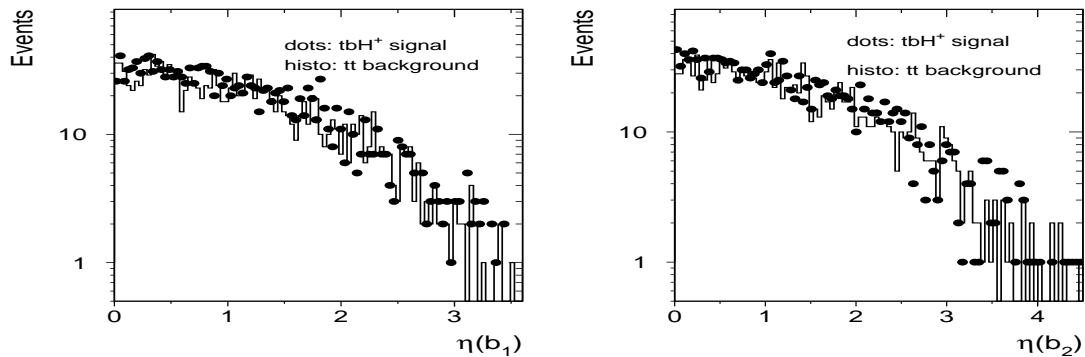 Events
dots: tbH⁺ signal
histo: tt background
10
1
0
1
2
3
η(b₁)
Events
dots: tbH⁺ signal
histo: tt background
10
1
0
1
2
3
4
η(b₂)